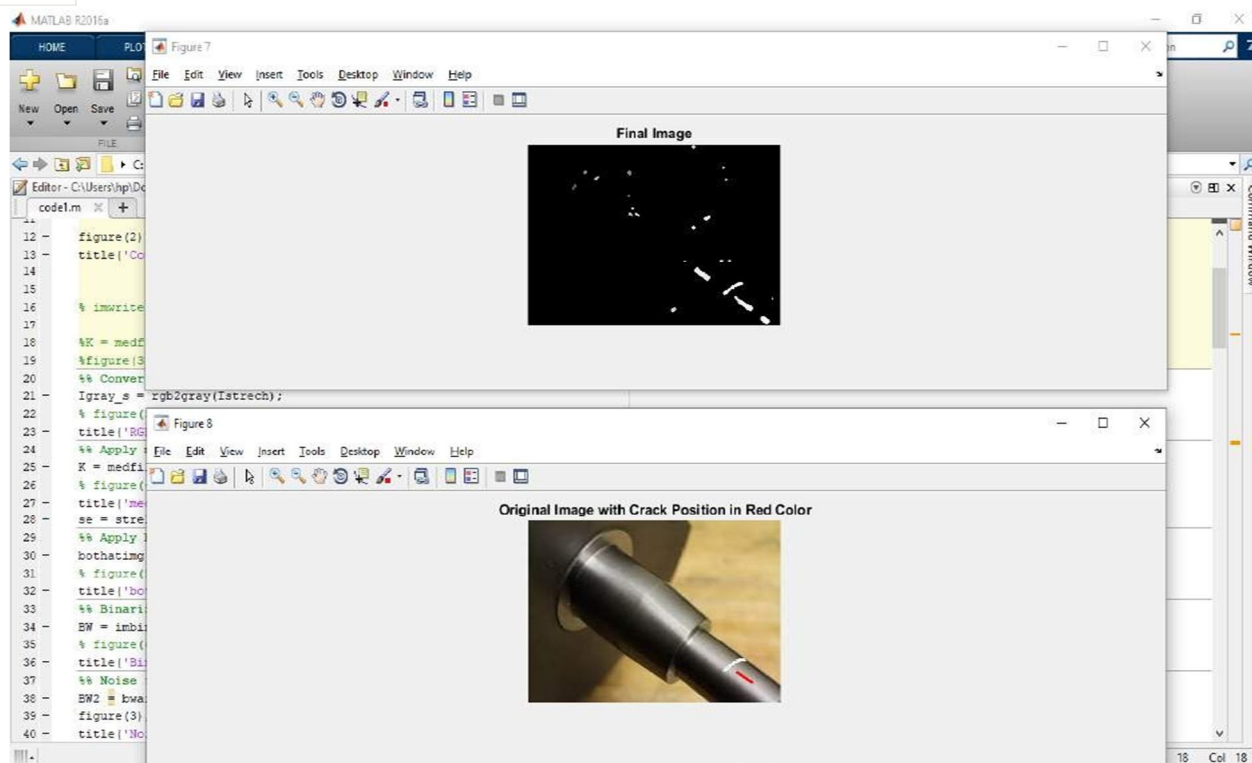 MATLAB R2016a
HOME
PLO
Figure 7
File Edit View Insert Tools Desktop Window Help
New Open Save
FILE
Final Image
C:
Editor - C:\Users\hp\Do
code1.m
12 - figure(2)
13 - title('Co
14
15
16 % imwrite
17
18 %K = medf
19 %figure(3
20 %% Conver
21 - Igray_s = rgb2gray(Istrech);
22 % figure(
23 - title('RG
24 %% Apply
25 - K = medfi
26 % figure(
27 - title('me
28 - se = stre
29 %% Apply
30 - bothatimg
31 % figure(
32 - title('bo
33 %% Binari
34 - BW = imbi
35 % figure(
36 - title('Bi
37 %% Noise
38 - BW2 = bwa
39 - figure(3)
40 - title('No
Figure 8
File Edit View Insert Tools Desktop Window Help
Original Image with Crack Position in Red Color
Command Window
18 Col 18